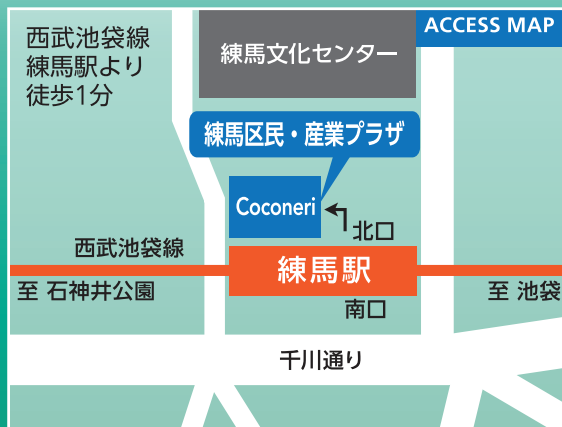 ACCESS MAP
西武池袋線
練馬駅より
徒歩1分
練馬文化センター
練馬区民・産業プラザ
Coconeri
北口
西武池袋線
練馬駅
至 石神井公園
至 池袋
南口
千川通り